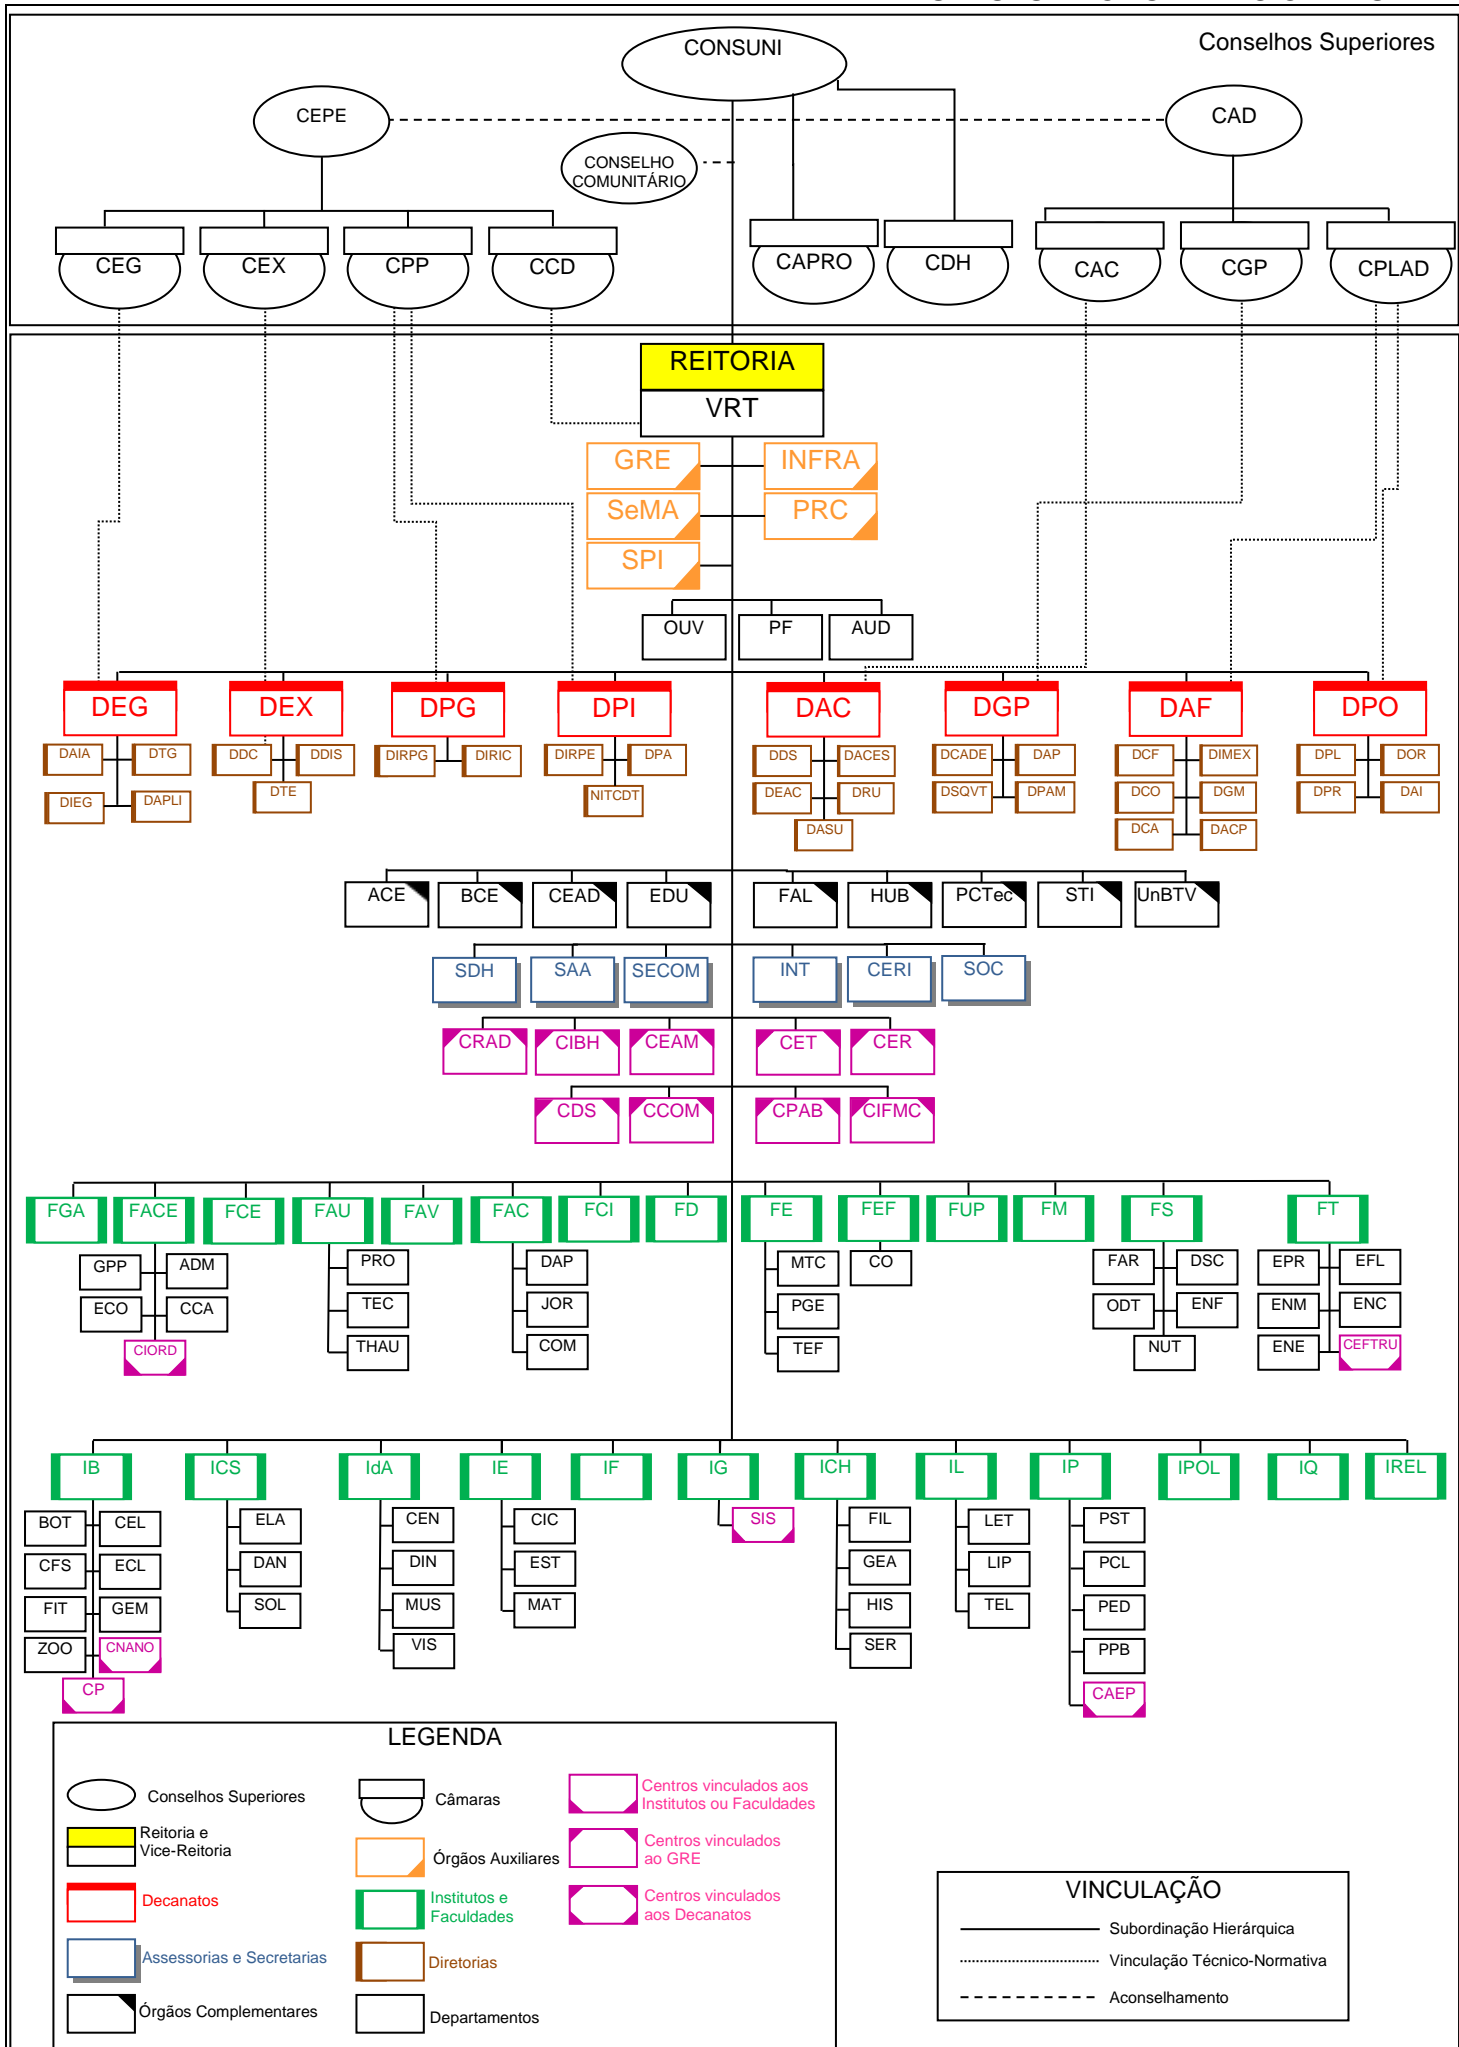 CONSUNI
Conselhos Superiores
CEPE
CAD
CONSELHO
COMUNITÁRIO
CEG
CEX
CPP
CCD
CAPRO
CDH
CAC
CGP
CPLAD
REITORIA
VRT
GRE
INFRA
SeMA
PRC
SPI
OUV
PF
AUD
DEG
DEX
DPG
DPI
DAC
DGP
DAF
DPO
DAIA
DTG
DDC
DDIS
DIRPG
DIRIC
DIRPE
DPA
DDS
DACES
DCADE
DAP
DCF
DIMEX
DPL
DOR
DIEG
DAPLI
DTE
NITCDT
DEAC
DRU
DSQVT
DPAM
DCO
DGM
DPR
DAI
DASU
DCA
DACP
ACE
BCE
CEAD
EDU
FAL
HUB
PCTec
STI
UnBTV
SDH
SAA
SECOM
INT
CERI
SOC
CRAD
CIBH
CEAM
CET
CER
CDS
CCOM
CPAB
CIFMC
FGA
FACE
FCE
FAU
FAV
FAC
FCI
FD
FE
FEF
FUP
FM
FS
FT
GPP
ADM
PRO
DAP
MTC
CO
FAR
DSC
EPR
EFL
ECO
CCA
TEC
JOR
PGE
ODT
ENF
ENM
ENC
CIORD
THAU
COM
TEF
NUT
ENE
CEFTRU
IB
ICS
IdA
IE
IF
IG
ICH
IL
IP
IPOL
IQ
IREL
BOT
CEL
ELA
CEN
CIC
SIS
FIL
LET
PST
CFS
ECL
DAN
DIN
EST
GEA
LIP
PCL
FIT
GEM
SOL
MUS
MAT
HIS
TEL
PED
ZOO
CNANO
VIS
SER
PPB
CP
CAEP
LEGENDA
Conselhos Superiores
Câmaras
Centros vinculados aos
Institutos ou Faculdades
Reitoria e
Vice-Reitoria
Órgãos Auxiliares
Centros vinculados
ao GRE
Decanatos
Institutos e
Faculdades
Centros vinculados
aos Decanatos
Assessorias e Secretarias
Diretorias
Órgãos Complementares
Departamentos
VINCULAÇÃO
Subordinação Hierárquica
Vinculação Técnico-Normativa
Aconselhamento